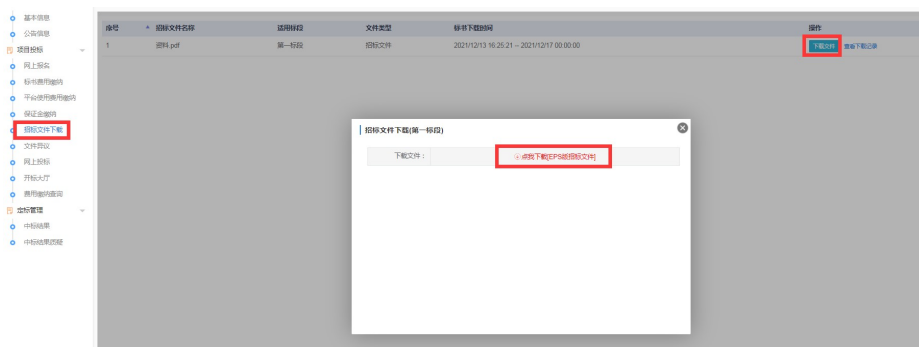 基本信息
公告信息
项目投标
网上报名
标书费用缴纳
平台使用费用缴纳
保证金缴纳
招标文件下载
文件异议
网上投标
开标大厅
费用缴纳查询
定标管理
中标结果
中标结果质疑
序号 招标文件名称 适用标段 文件类型 标书下载时间 操作
1 资料.pdf 第一标段 招标文件 2021/12/13 16:25:21 -- 2021/12/17 00:00:00 下载文件 查看下载记录
招标文件下载(第一标段)
下载文件： 点我下载[EPS版招标文件]